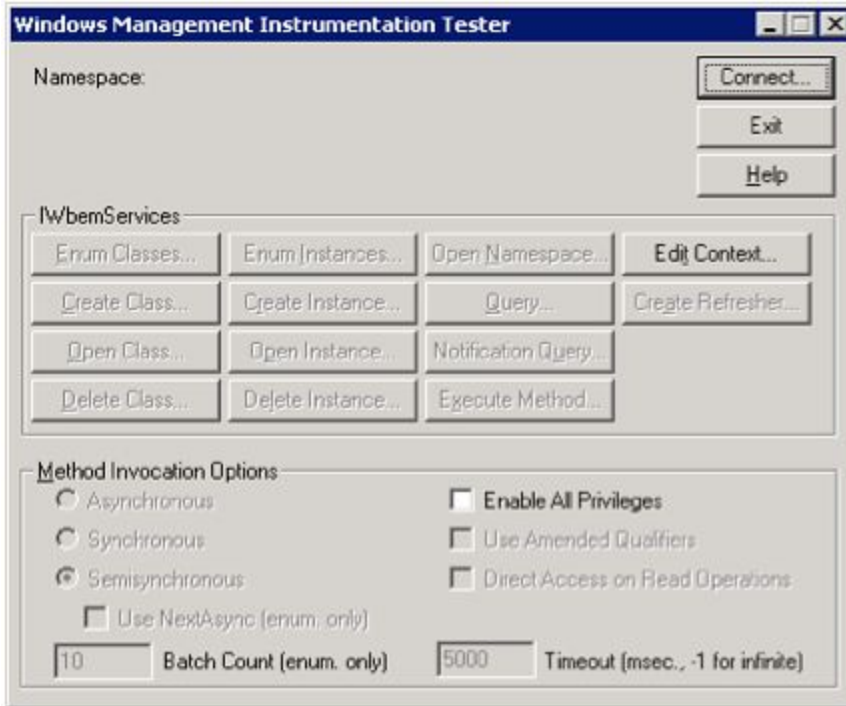 Windows Management Instrumentation Tester
Namespace:
Connect...
Exit
Help
IWbemServices
Enum Classes... Enum Instances... Open Namespace... Edit Context...
Create Class... Create Instance... Query... Create Refresher...
Open Class... Open Instance... Notification Query...
Delete Class... Delete Instance... Execute Method...
Method Invocation Options
Asynchronous Enable All Privileges
Synchronous Use Amended Qualifiers
Semisynchronous Direct Access on Read Operations
Use NextAsync (enum. only)
10 Batch Count (enum. only) 5000 Timeout (msec., -1 for infinite)